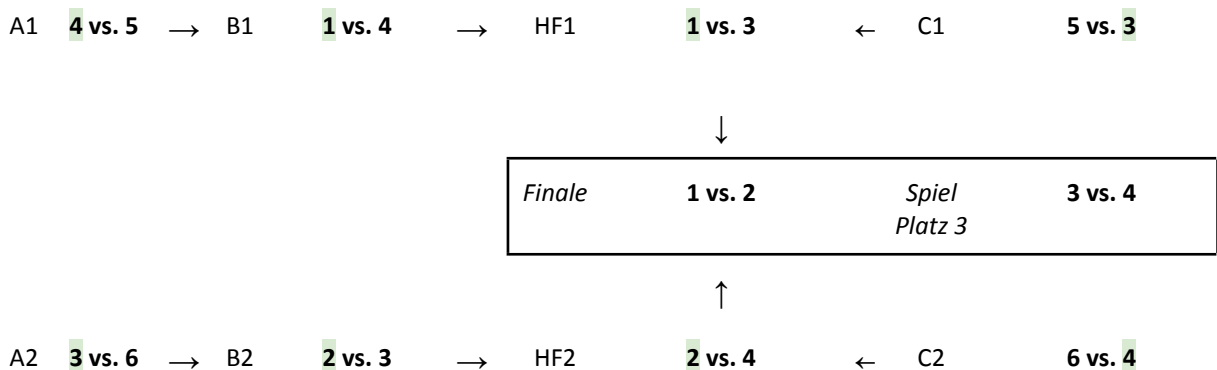 A1 4 vs. 5 → B1 1 vs. 4 → HF1 1 vs. 3 ← C1 5 vs. 3
↓
Finale 1 vs. 2 Spiel 3 vs. 4
Platz 3
↑
A2 3 vs. 6 → B2 2 vs. 3 → HF2 2 vs. 4 ← C2 6 vs. 4